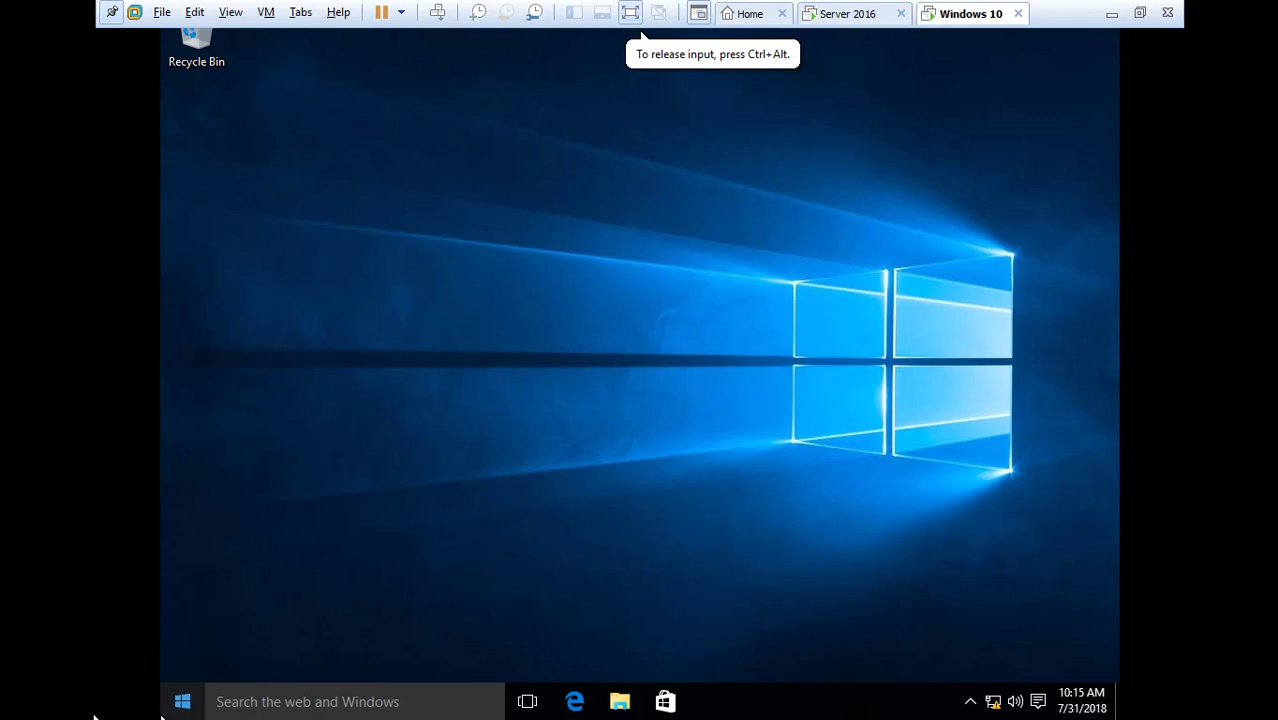 File Edit View VM Tabs Help Home Server 2016 Windows 10
To release input, press Ctrl+Alt.
Recycle Bin
Search the web and Windows
10:15 AM
7/31/2018